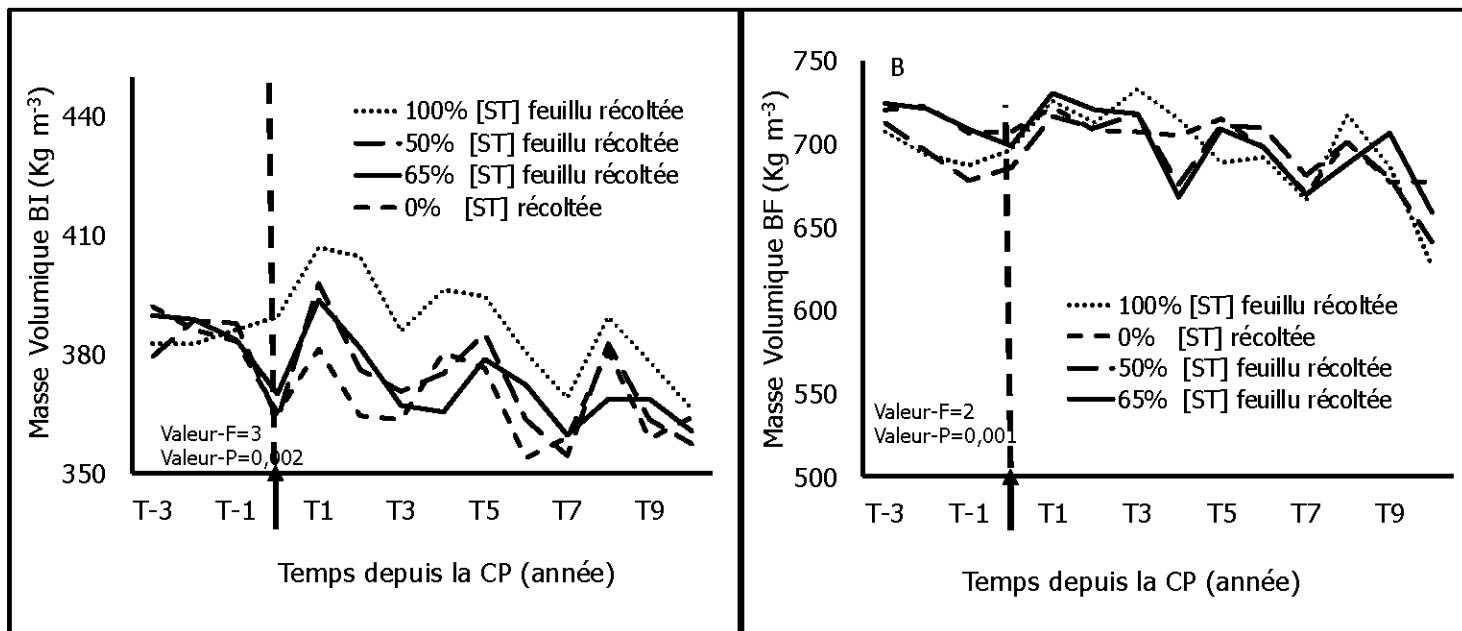 Masse Volumique BI (Kg m-3)
440
410
380
350
100% [ST] feuillu récoltée
50% [ST] feuillu récoltée
65% [ST] feuillu récoltée
0% [ST] récoltée
Valeur-F=3
Valeur-P=0,002
T-3 T-1 T1 T3 T5 T7 T9
Temps depuis la CP (année)
B
Masse Volumique BF (Kg m-3)
750
700
650
600
550
500
100% [ST] feuillu récoltée
0% [ST] récoltée
50% [ST] feuillu récoltée
65% [ST] feuillu récoltée
Valeur-F=2
Valeur-P=0,001
T-3 T-1 T1 T3 T5 T7 T9
Temps depuis la CP (année)